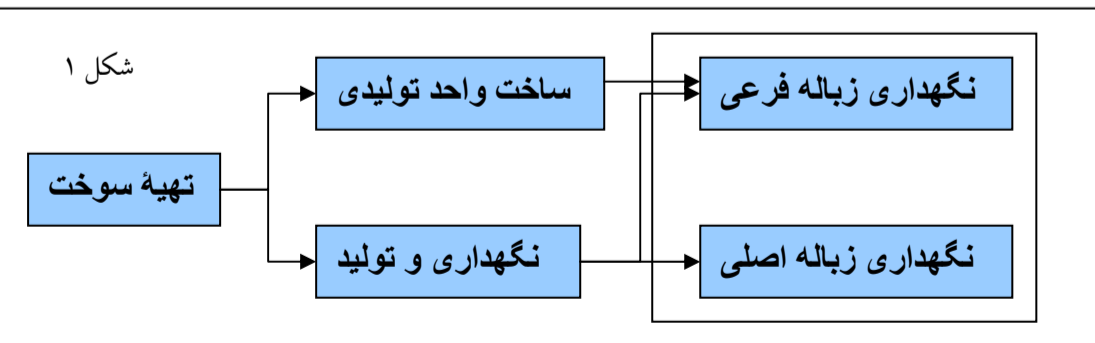 شکل ۱
ساخت واحد تولیدی
نگهداری زباله فرعی
تهیهٔ سوخت
نگهداری و تولید
نگهداری زباله اصلی